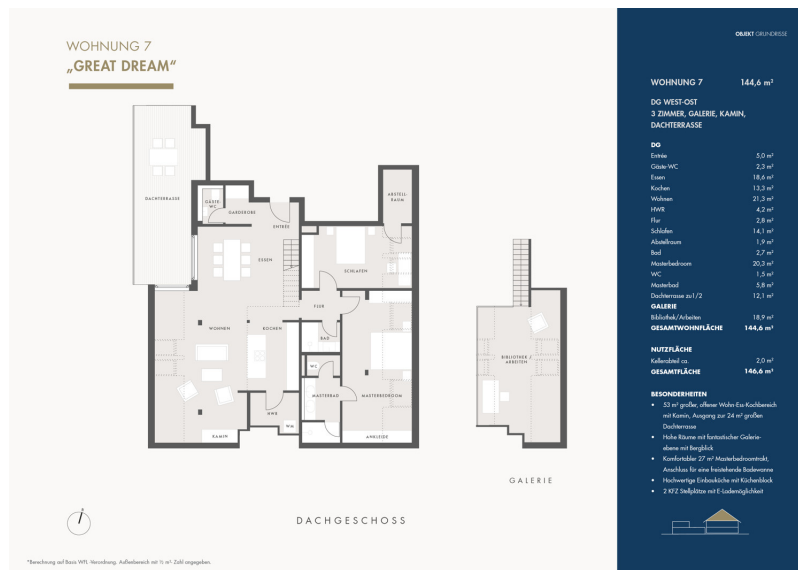 WOHNUNG 7
„GREAT DREAM“
DACHTERRASSE
GÄSTE-
WC
GARDEROBE
ENTRÉE
ABSTELL-
RAUM
ESSEN
SCHLAFEN
FLUR
WOHNEN
KOCHEN
BAD
WC
MASTERBAD
MASTERBEDROOM
HWR
WM
KAMIN
ANKLEIDE
BIBLIOTHEK /
ARBEITEN
GALERIE
DACHGESCHOSS
*Berechnung auf Basis WFL-Verordnung. Außenbereich mit ½ m²- Zahl angegeben.
OBJEKT GRUNDRISSE
WOHNUNG 7 144,6 m²
DG WEST-OST
3 ZIMMER, GALERIE, KAMIN,
DACHTERRASSE
DG
Entrée 5,0 m²
Gäste-WC 2,3 m²
Essen 18,6 m²
Kochen 13,3 m²
Wohnen 21,3 m²
HWR 4,2 m²
Flur 2,8 m²
Schlafen 14,1 m²
Abstellraum 1,9 m²
Bad 2,7 m²
Masterbedroom 20,3 m²
WC 1,5 m²
Masterbad 5,8 m²
Dachterrasse zu1/2 12,1 m²
GALERIE
Bibliothek/Arbeiten 18,9 m²
GESAMTWOHNFLÄCHE 144,6 m²
NUTZFLÄCHE
Kellerabteil ca. 2,0 m²
GESAMTFLÄCHE 146,6 m²
BESONDERHEITEN
• 53 m² großer, offener Wohn-Ess-Kochbereich
mit Kamin, Ausgang zur 24 m² großen
Dachterrasse
• Hohe Räume mit fantastischer Galerie-
ebene mit Bergblick
• Komfortabler 27 m² Masterbedroomtrakt,
Anschluss für eine freistehende Badewanne
• Hochwertige Einbauküche mit Küchenblock
• 2 KFZ Stellplätze mit E-Lademöglichkeit